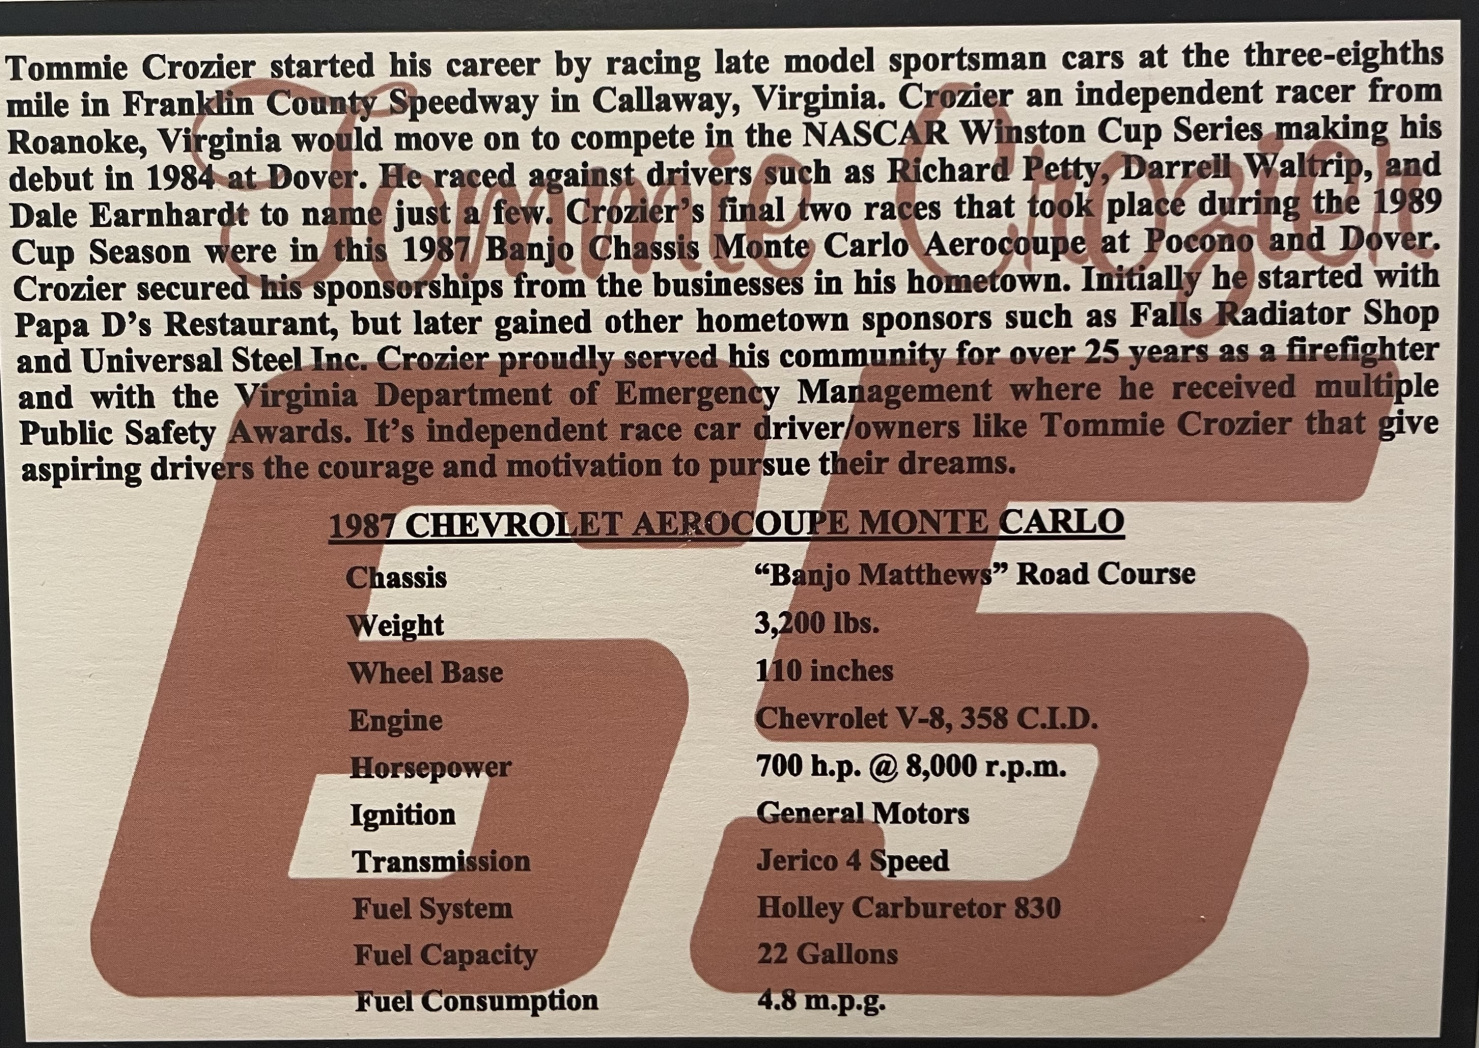 Tommie Crozier started his career by racing late model sportsman cars at the three-eighths
mile in Franklin County Speedway in Callaway, Virginia. Crozier an independent racer from
Roanoke, Virginia would move on to compete in the NASCAR Winston Cup Series making his
debut in 1984 at Dover. He raced against drivers such as Richard Petty, Darrell Waltrip, and
Dale Earnhardt to name just a few. Crozier's final two races that took place during the 1989
Cup Season were in this 1987 Banjo Chassis Monte Carlo Aerocoupe at Pocono and Dover.
Crozier secured his sponsorships from the businesses in his hometown. Initially he started with
Papa D's Restaurant, but later gained other hometown sponsors such as Falls Radiator Shop
and Universal Steel Inc. Crozier proudly served his community for over 25 years as a firefighter
and with the Virginia Department of Emergency Management where he received multiple
Public Safety Awards. It's independent race car driver/owners like Tommie Crozier that give
aspiring drivers the courage and motivation to pursue their dreams.
Tommie Crozier
65
1987 CHEVROLET AEROCOUPE MONTE CARLO
Chassis “Banjo Matthews” Road Course
Weight 3,200 lbs.
Wheel Base 110 inches
Engine Chevrolet V-8, 358 C.I.D.
Horsepower 700 h.p. @ 8,000 r.p.m.
Ignition General Motors
Transmission Jerico 4 Speed
Fuel System Holley Carburetor 830
Fuel Capacity 22 Gallons
Fuel Consumption 4.8 m.p.g.